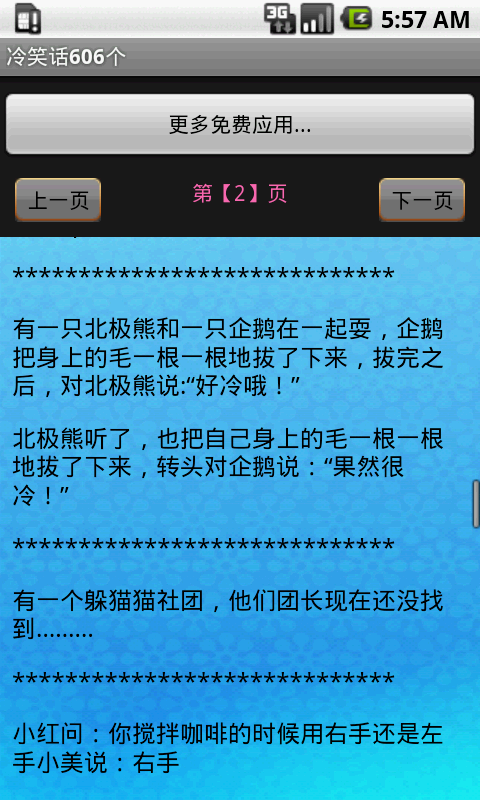 3G
5:57 AM
冷笑话606个
更多免费应用...
上一页
第【2】页
下一页
*****************************
有一只北极熊和一只企鹅在一起耍，企鹅
把身上的毛一根一根地拔了下来，拔完之
后，对北极熊说:“好冷哦！”
北极熊听了，也把自己身上的毛一根一根
地拔了下来，转头对企鹅说：“果然很
冷！”
*****************************
有一个躲猫猫社团，他们团长现在还没找
到.........
*****************************
小红问：你搅拌咖啡的时候用右手还是左
手小美说：右手